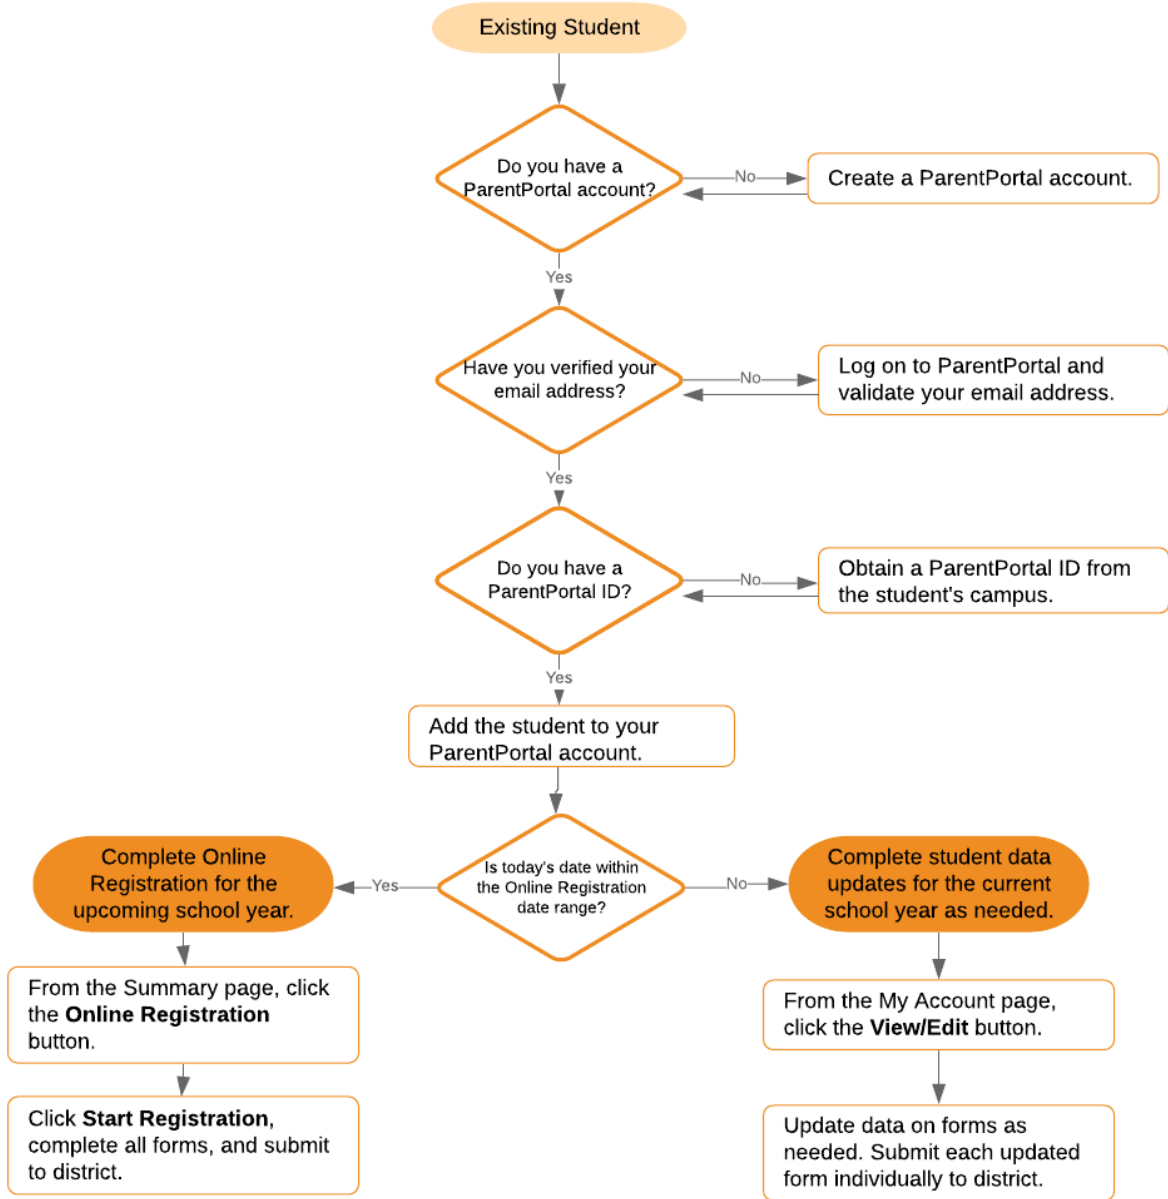 Existing Student
Do you have a
ParentPortal account?
No
Create a ParentPortal account.
Yes
Have you verified your
email address?
No
Log on to ParentPortal and
validate your email address.
Yes
Do you have a
ParentPortal ID?
No
Obtain a ParentPortal ID from
the student's campus.
Yes
Add the student to your
ParentPortal account.
Is today's date within
the Online Registration
date range?
Yes
Complete Online
Registration for the
upcoming school year.
From the Summary page, click
the Online Registration
button.
Click Start Registration,
complete all forms, and submit
to district.
No
Complete student data
updates for the current
school year as needed.
From the My Account page,
click the View/Edit button.
Update data on forms as
needed. Submit each updated
form individually to district.